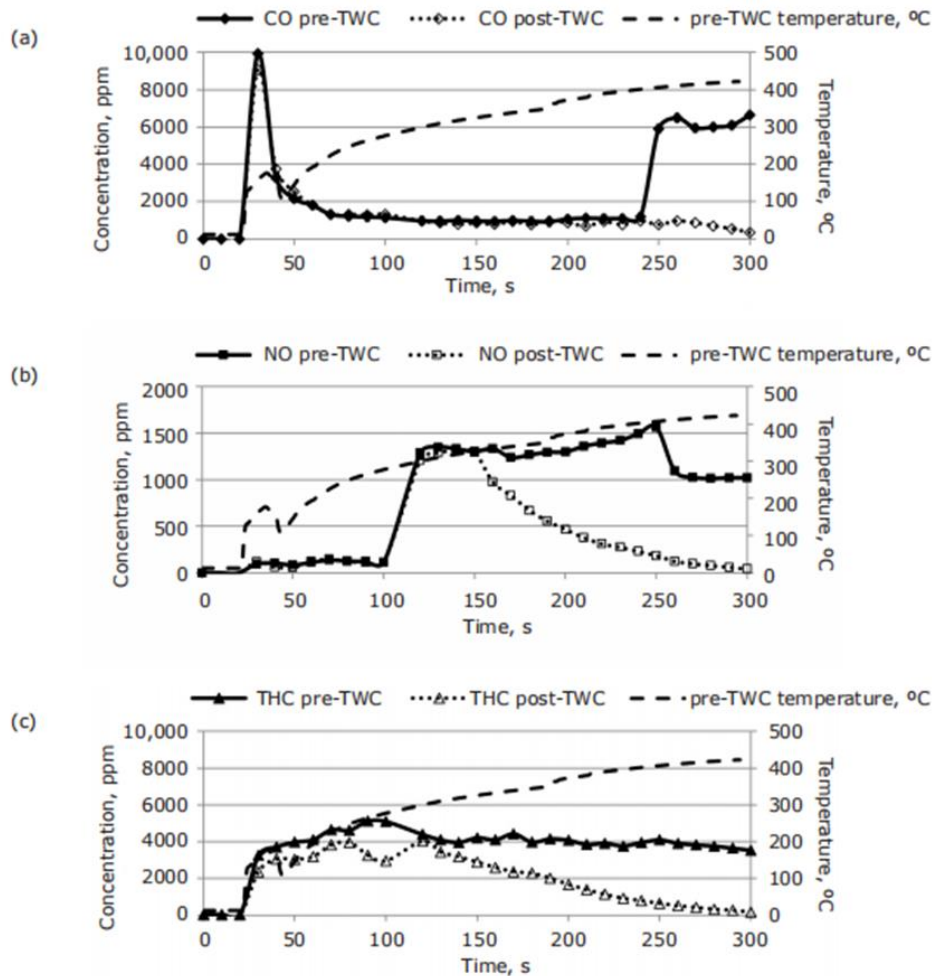 (a)
CO pre-TWC CO post-TWC pre-TWC temperature, ºC
10,000
8000
6000
4000
2000
0
Concentration, ppm
500
400
300
200
100
0
Temperature, ºC
0 50 100 150 200 250 300
Time, s
(b)
NO pre-TWC NO post-TWC pre-TWC temperature, ºC
2000
1500
1000
500
0
Concentration, ppm
500
400
300
200
100
0
Temperature, ºC
0 50 100 150 200 250 300
Time, s
(c)
THC pre-TWC THC post-TWC pre-TWC temperature, ºC
10,000
8000
6000
4000
2000
0
Concentration, ppm
500
400
300
200
100
0
Temperature, ºC
0 50 100 150 200 250 300
Time, s